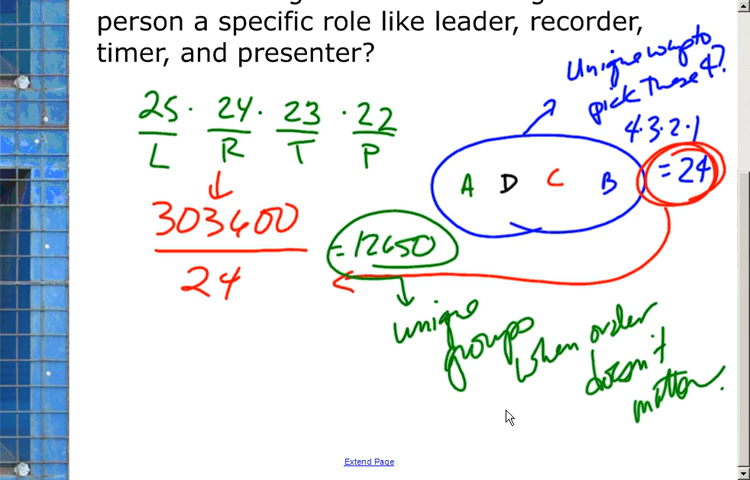 person a specific role like leader, recorder,
timer, and presenter?
25 · 24 · 23 · 22
L R T P
303600
24
= 12650
unique
groups
when order
doesn't
matter.
Unique ways to
pick these 4?
4·3·2·1
= 24
A D C B
Extend Page